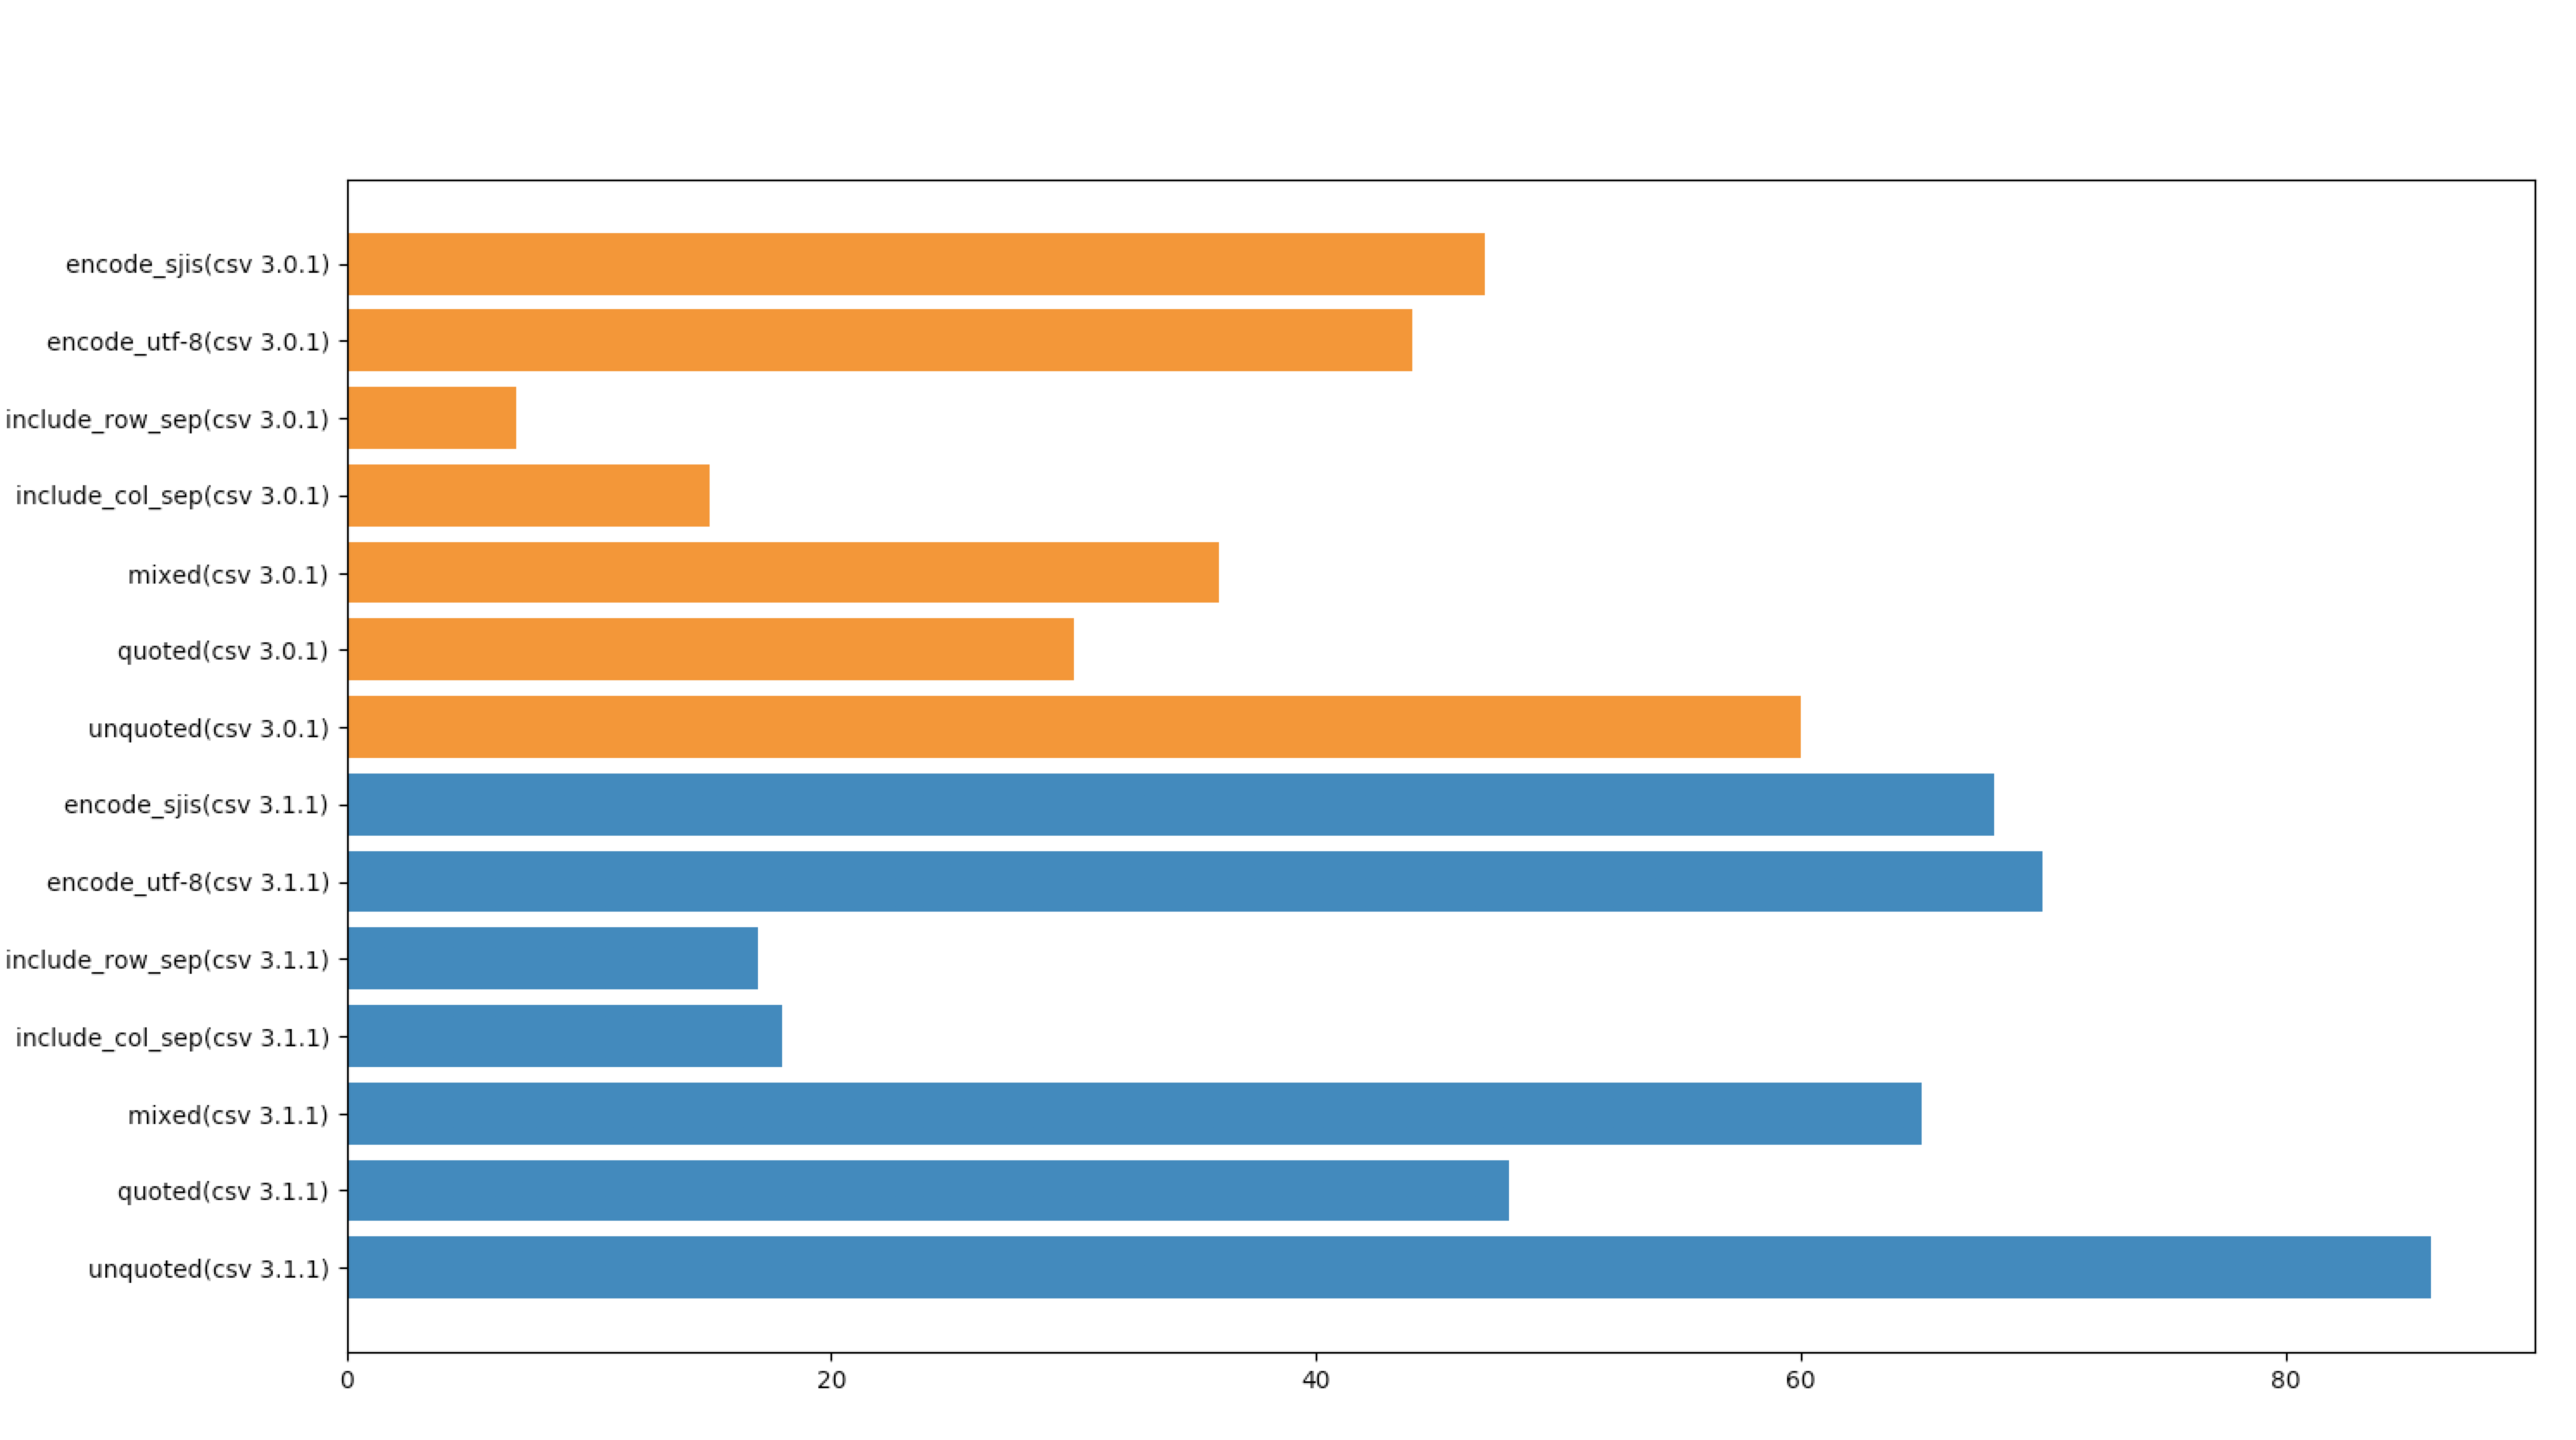 encode_sjis(csv 3.0.1)
encode_utf-8(csv 3.0.1)
include_row_sep(csv 3.0.1)
include_col_sep(csv 3.0.1)
mixed(csv 3.0.1)
quoted(csv 3.0.1)
unquoted(csv 3.0.1)
encode_sjis(csv 3.1.1)
encode_utf-8(csv 3.1.1)
include_row_sep(csv 3.1.1)
include_col_sep(csv 3.1.1)
mixed(csv 3.1.1)
quoted(csv 3.1.1)
unquoted(csv 3.1.1)
0 20 40 60 80